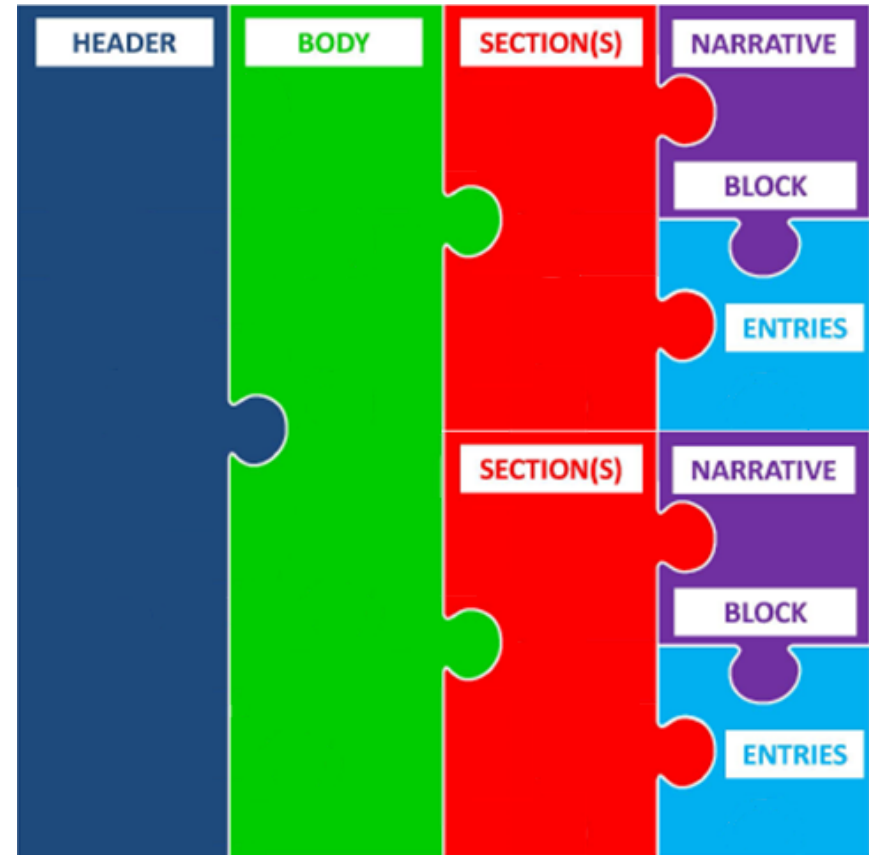 HEADER
BODY
SECTION(S)
NARRATIVE
BLOCK
ENTRIES
SECTION(S)
NARRATIVE
BLOCK
ENTRIES